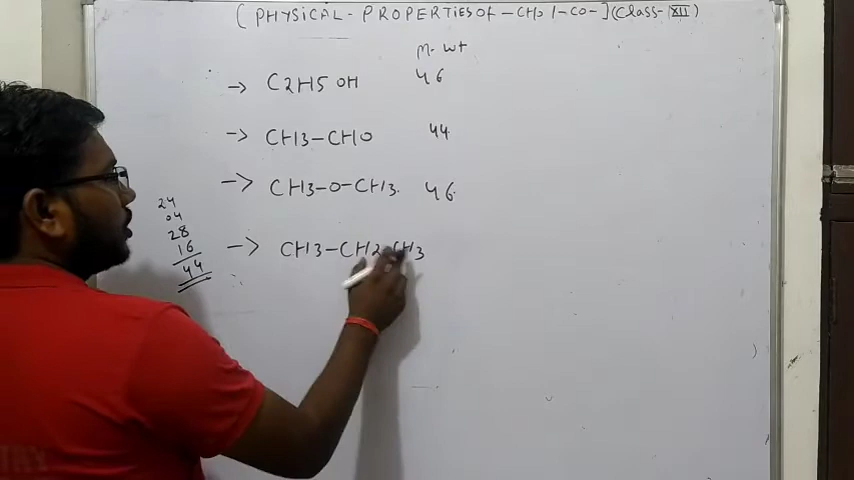 (PHYSICAL - PROPERTIES of - CHO / -CO-] (Class-XII)
M. Wt
→ C2H5 OH 46
→ CH3-CHO 44
→ CH3-O-CH3. 46.
→ CH3-CH2-CH3
24
04
28
16
44